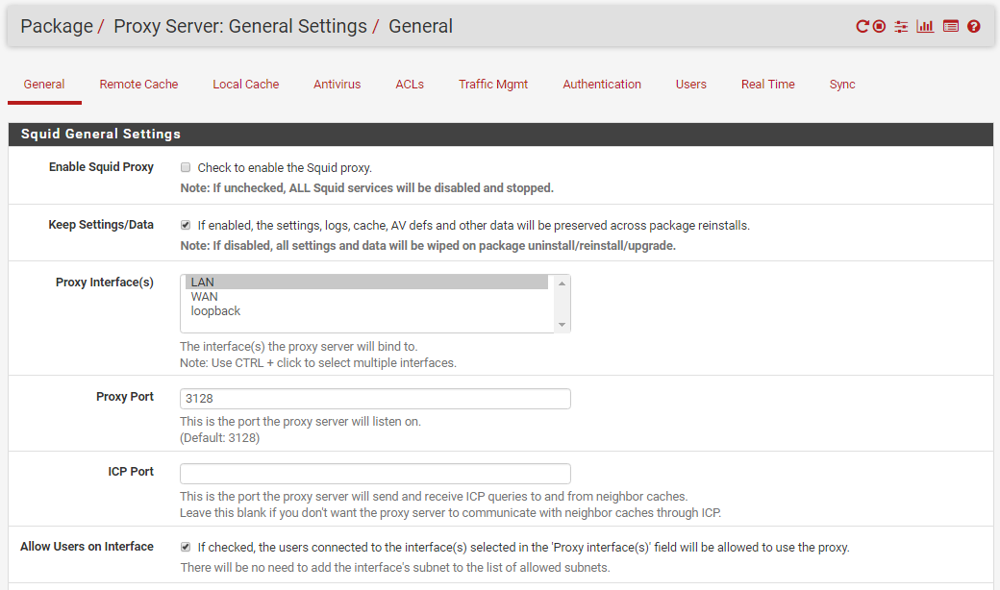 Package / Proxy Server: General Settings / General
General Remote Cache Local Cache Antivirus ACLs Traffic Mgmt Authentication Users Real Time Sync
Squid General Settings
Enable Squid Proxy Check to enable the Squid proxy.
Note: If unchecked, ALL Squid services will be disabled and stopped.
Keep Settings/Data If enabled, the settings, logs, cache, AV defs and other data will be preserved across package reinstalls.
Note: If disabled, all settings and data will be wiped on package uninstall/reinstall/upgrade.
Proxy Interface(s) LAN
WAN
loopback
The interface(s) the proxy server will bind to.
Note: Use CTRL + click to select multiple interfaces.
Proxy Port 3128
This is the port the proxy server will listen on.
(Default: 3128)
ICP Port
This is the port the proxy server will send and receive ICP queries to and from neighbor caches.
Leave this blank if you don't want the proxy server to communicate with neighbor caches through ICP.
Allow Users on Interface If checked, the users connected to the interface(s) selected in the 'Proxy interface(s)' field will be allowed to use the proxy.
There will be no need to add the interface's subnet to the list of allowed subnets.